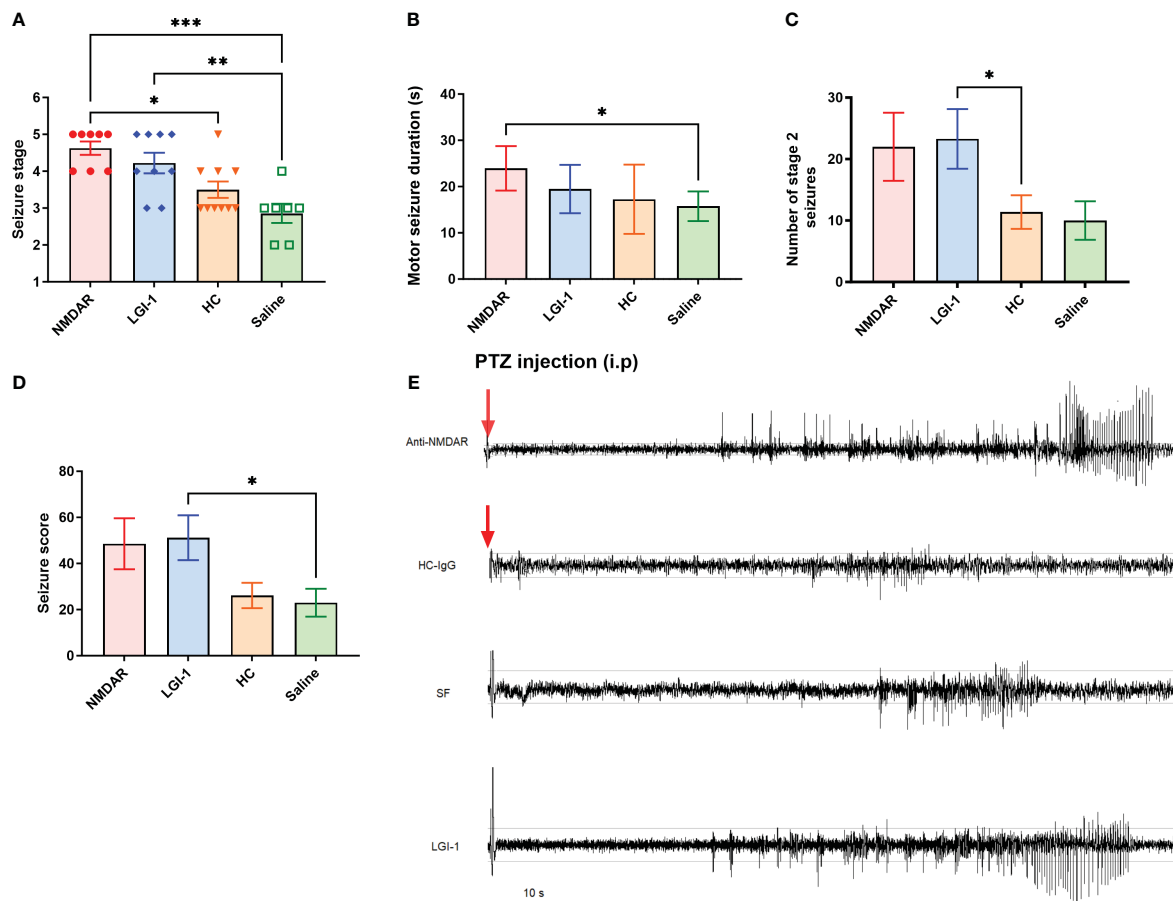 A
***
**
*
6
5
4
3
2
1
Seizure stage
NMDAR
LGI-1
HC
Saline
B
*
40
30
20
10
0
Motor seizure duration (s)
NMDAR
LGI-1
HC
Saline
C
*
30
20
10
0
Number of stage 2
seizures
NMDAR
LGI-1
HC
Saline
D
*
80
60
40
20
0
Seizure score
NMDAR
LGI-1
HC
Saline
E
PTZ injection (i.p)
Anti-NMDAR
HC-IgG
SF
LGI-1
10 s